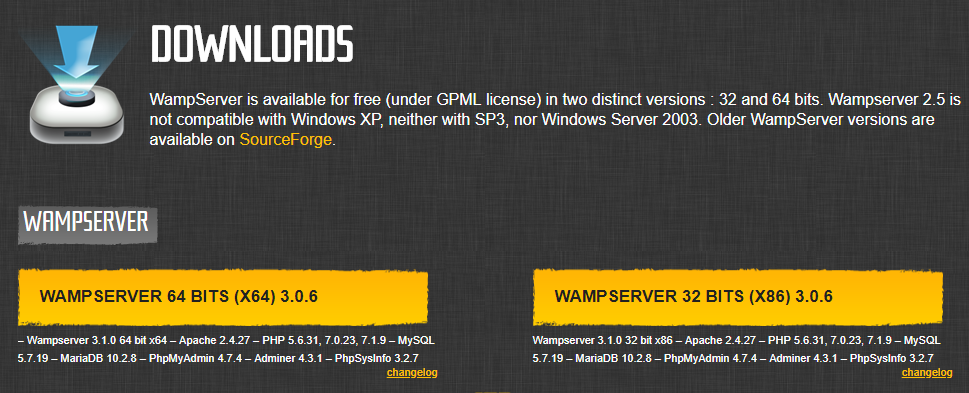 DOWNLOADS
WampServer is available for free (under GPML license) in two distinct versions : 32 and 64 bits. Wampserver 2.5 is
not compatible with Windows XP, neither with SP3, nor Windows Server 2003. Older WampServer versions are
available on SourceForge.
WAMPSERVER
WAMPSERVER 64 BITS (X64) 3.0.6
– Wampserver 3.1.0 64 bit x64 – Apache 2.4.27 – PHP 5.6.31, 7.0.23, 7.1.9 – MySQL
5.7.19 – MariaDB 10.2.8 – PhpMyAdmin 4.7.4 – Adminer 4.3.1 – PhpSysInfo 3.2.7
changelog
WAMPSERVER 32 BITS (X86) 3.0.6
Wampserver 3.1.0 32 bit x86 – Apache 2.4.27 – PHP 5.6.31, 7.0.23, 7.1.9 – MySQL
5.7.19 – MariaDB 10.2.8 – PhpMyAdmin 4.7.4 – Adminer 4.3.1 – PhpSysInfo 3.2.7
changelog